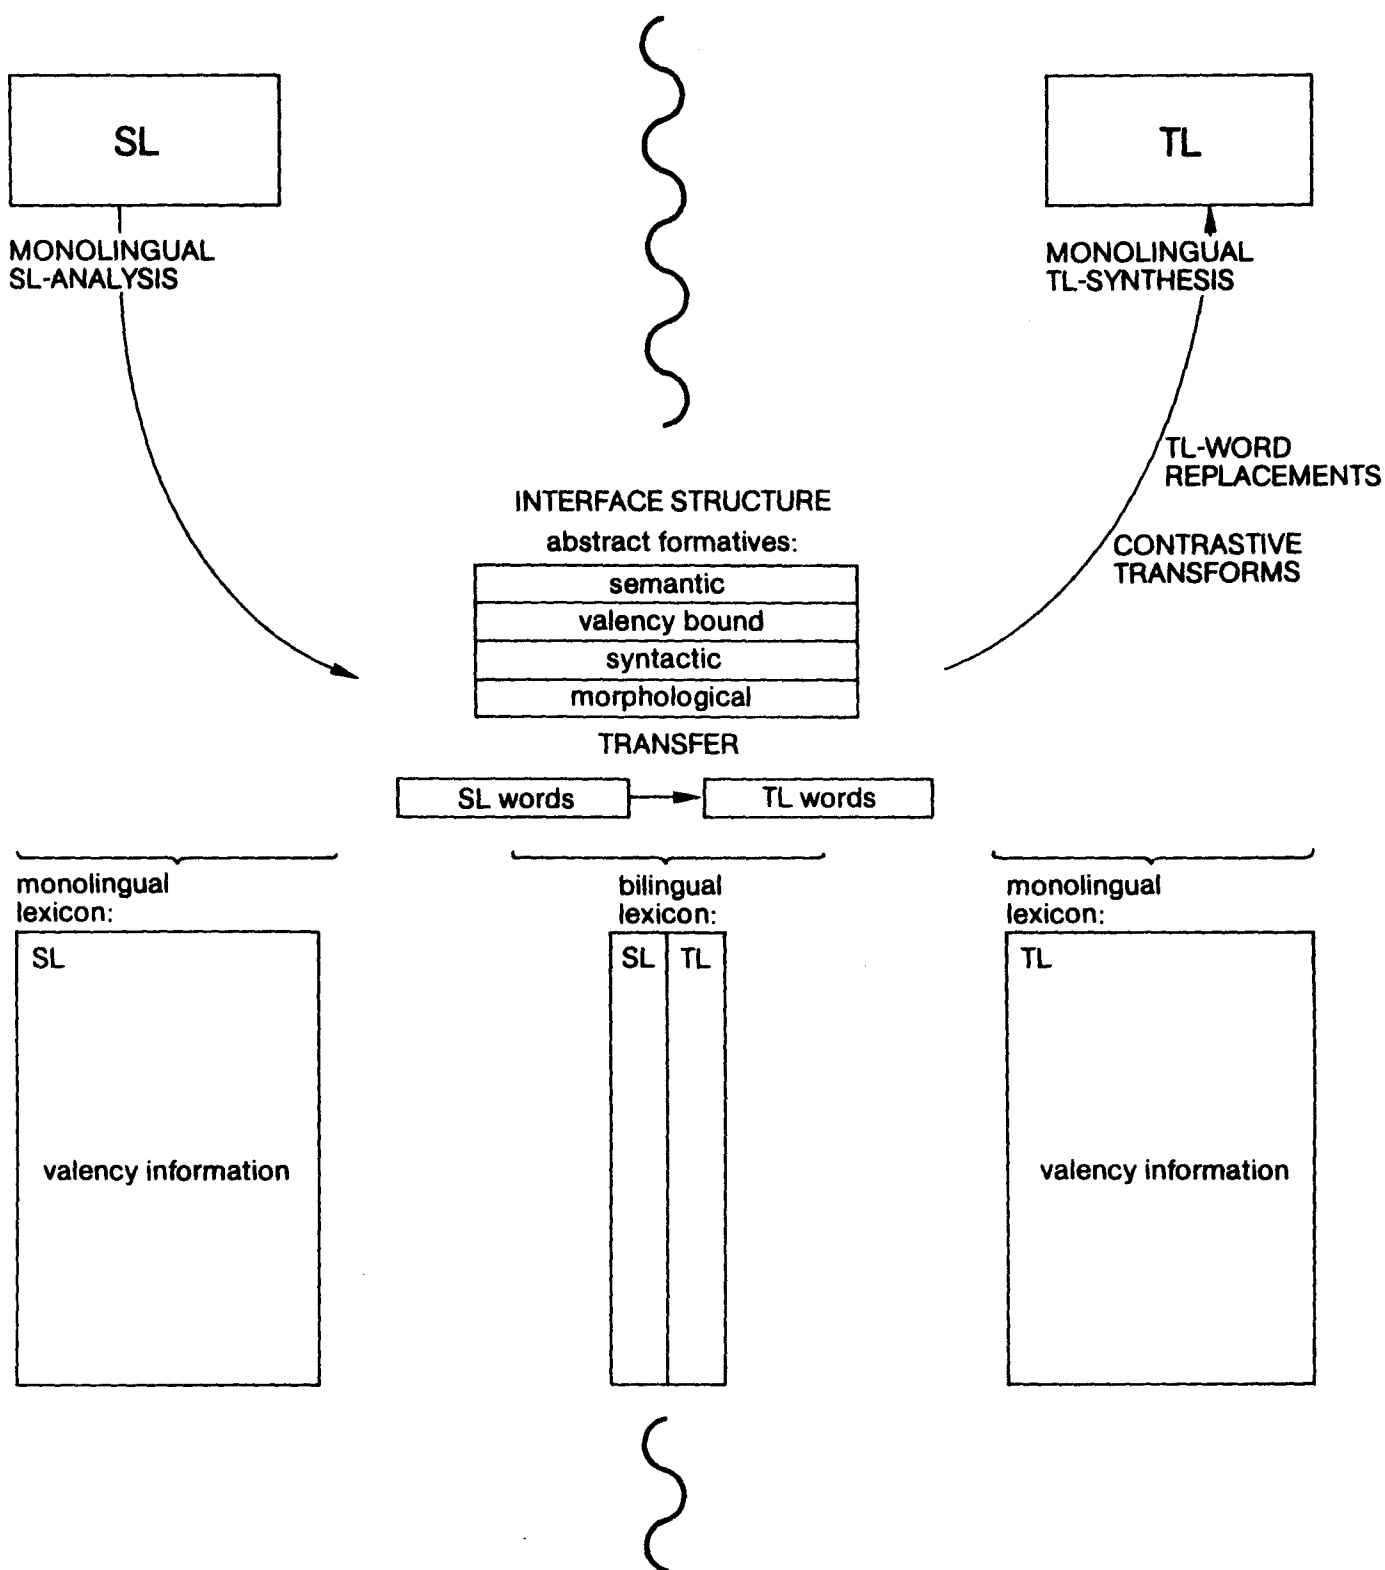 SL
TL
MONOLINGUAL
SL-ANALYSIS
MONOLINGUAL
TL-SYNTHESIS
TL-WORD
REPLACEMENTS
CONTRASTIVE
TRANSFORMS
INTERFACE STRUCTURE
abstract formatives:
semantic
valency bound
syntactic
morphological
TRANSFER
SL words
TL words
monolingual
lexicon:
SL
valency information
bilingual
lexicon:
SL
TL
monolingual
lexicon:
TL
valency information